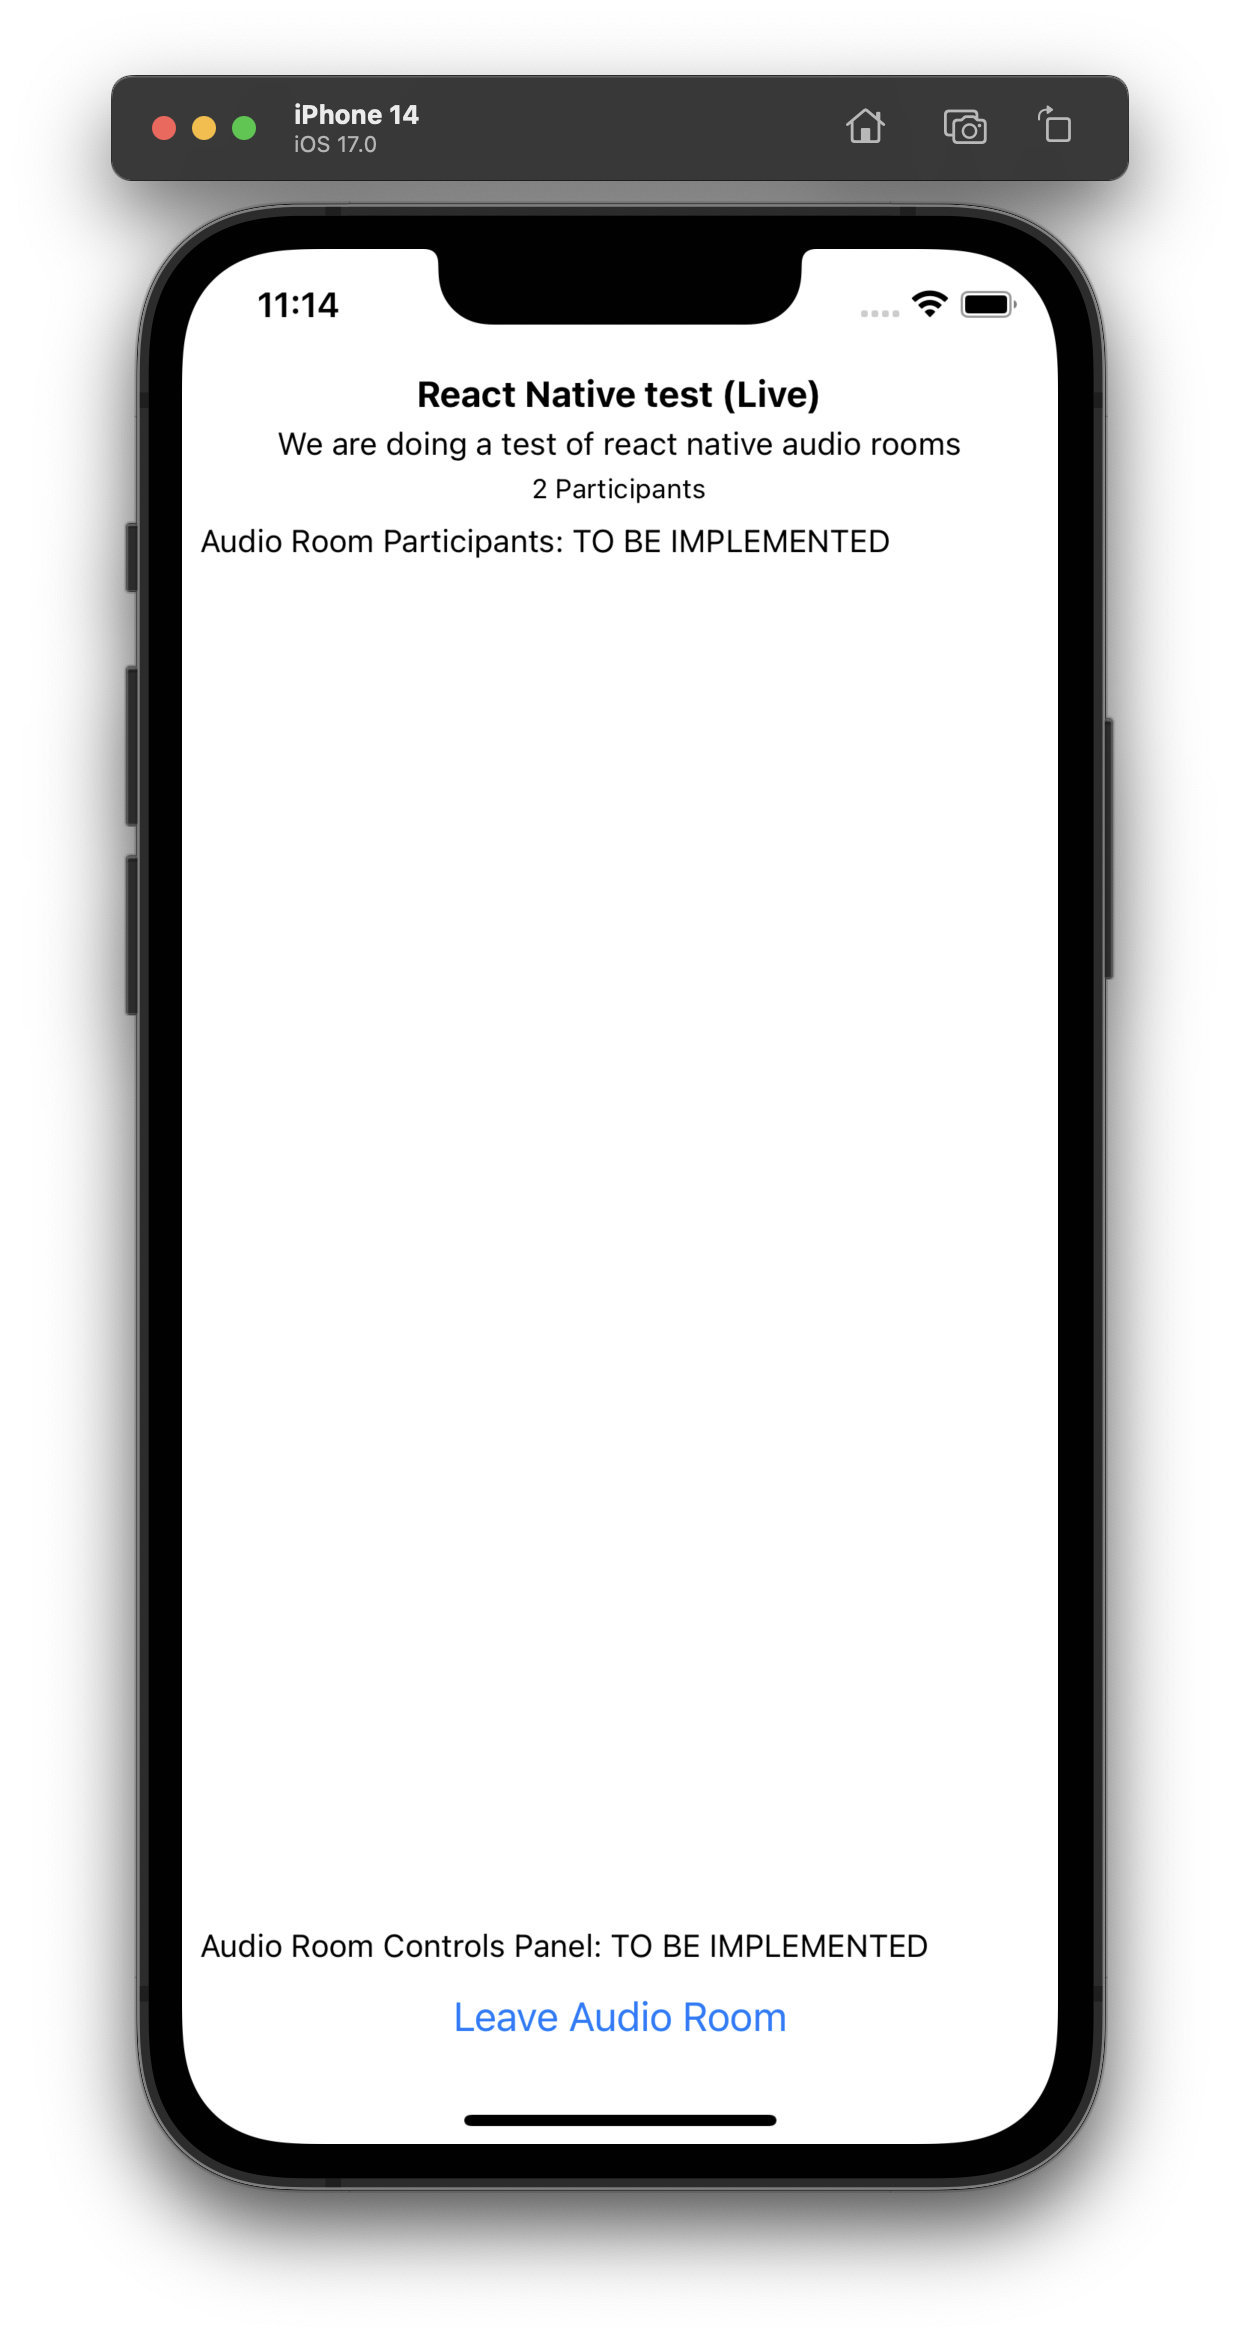 iPhone 14
iOS 17.0
11:14
React Native test (Live)
We are doing a test of react native audio rooms
2 Participants
Audio Room Participants: TO BE IMPLEMENTED
Audio Room Controls Panel: TO BE IMPLEMENTED
Leave Audio Room